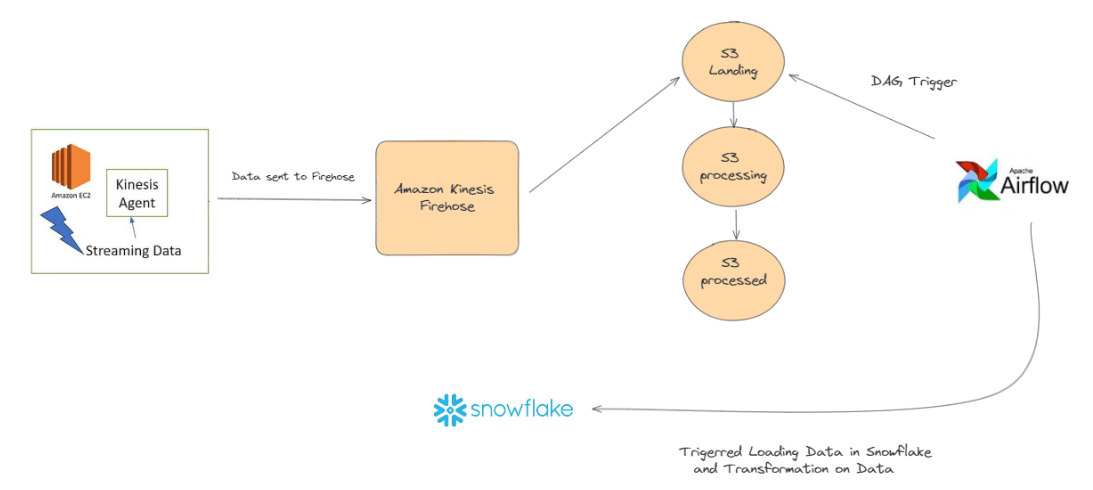 Amazon EC2
Kinesis
Agent
Streaming Data
Data sent to Firehose
Amazon Kinesis
Firehose
S3
Landing
S3
processing
S3
processed
DAG Trigger
Apache
Airflow
snowflake
Trigerred Loading Data in Snowflake
and Transformation on Data